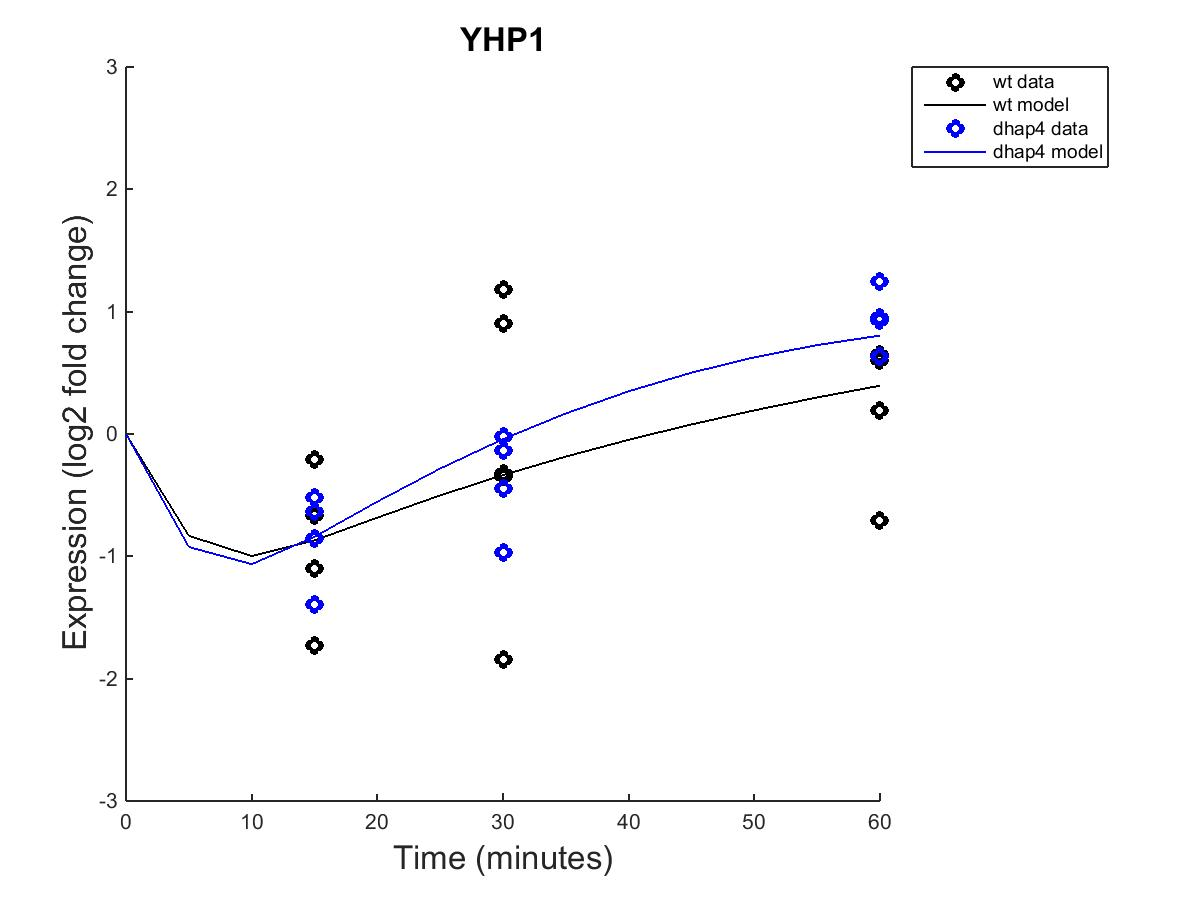 YHP1
3
2
1
0
-1
-2
-3
Expression (log2 fold change)
0 10 20 30 40 50 60
Time (minutes)
wt data
wt model
dhap4 data
dhap4 model